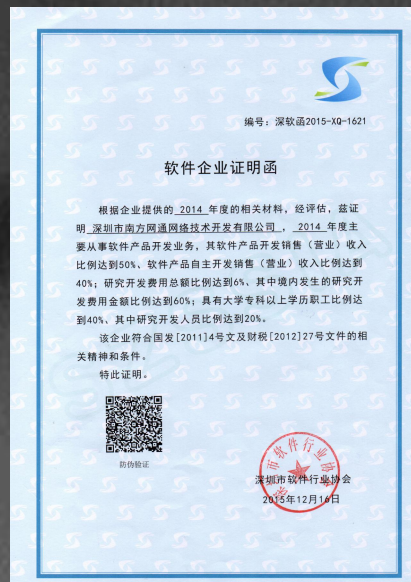 编号：深软函2015-XQ-1621
软件企业证明函
根据企业提供的 2014 年度的相关材料，经评估，兹证
明 深圳市南方网通网络技术开发有限公司 ， 2014 年度主
要从事软件产品开发业务，其软件产品开发销售（营业）收入
比例达到50%、软件产品自主开发销售（营业）收入比例达到
40%；研究开发费用总额比例达到6%、其中境内发生的研究开
发费用金额比例达到60%；具有大学专科以上学历职工比例达
到40%、其中研究开发人员比例达到20%。
该企业符合国发[2011]4号文及财税[2012]27号文件的相
关精神和条件。
特此证明。
防伪验证
深圳市软件行业协会
深圳市软件行业协会
2015年12月16日